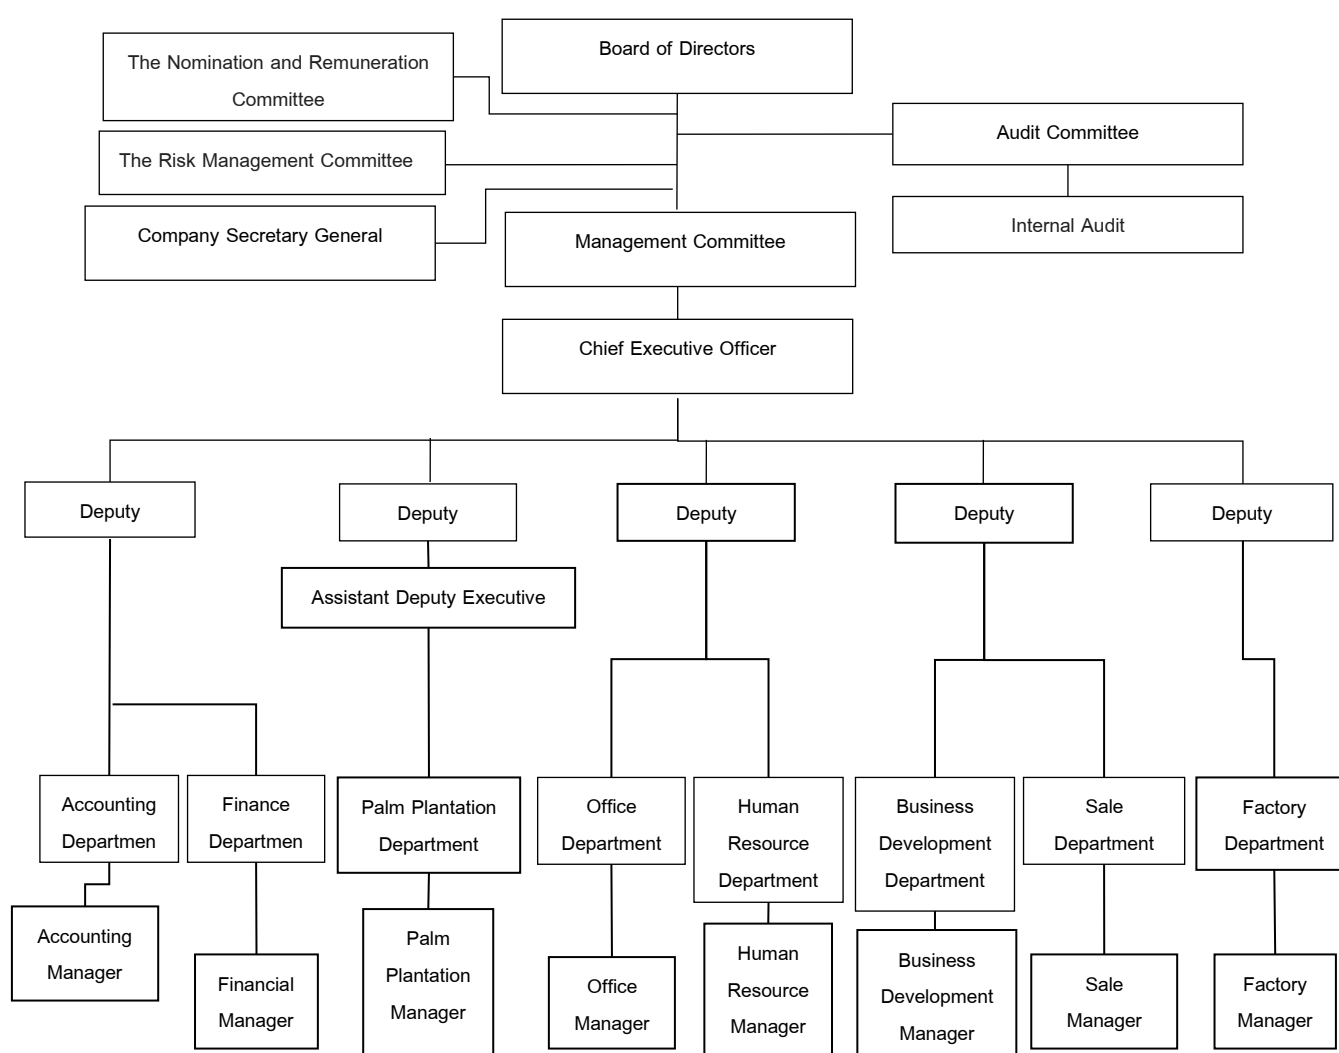 Board of Directors
The Nomination and Remuneration
Committee
Audit Committee
The Risk Management Committee
Internal Audit
Company Secretary General
Management Committee
Chief Executive Officer
Deputy
Deputy
Deputy
Deputy
Deputy
Assistant Deputy Executive
Accounting
Departmen
Finance
Departmen
Palm Plantation
Department
Office
Department
Human
Resource
Department
Business
Development
Department
Sale
Department
Factory
Department
Accounting
Manager
Financial
Manager
Palm
Plantation
Manager
Office
Manager
Human
Resource
Manager
Business
Development
Manager
Sale
Manager
Factory
Manager